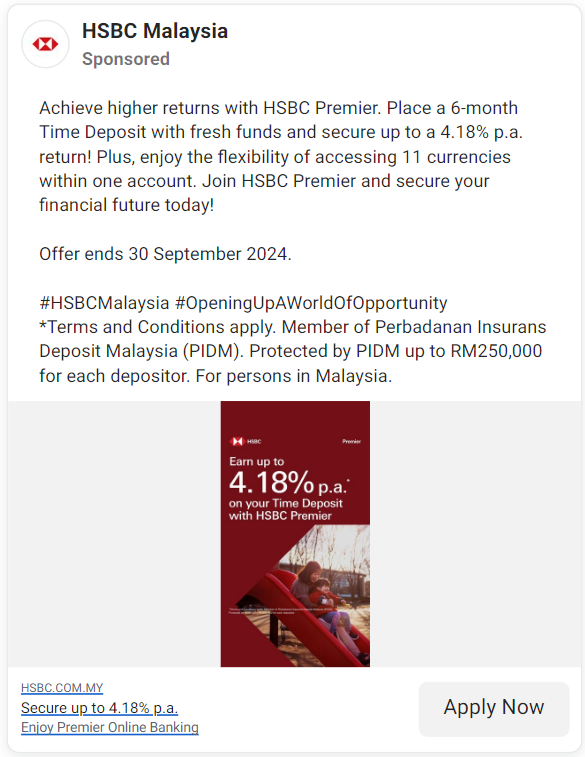 HSBC Malaysia
Sponsored
Achieve higher returns with HSBC Premier. Place a 6-month
Time Deposit with fresh funds and secure up to a 4.18% p.a.
return! Plus, enjoy the flexibility of accessing 11 currencies
within one account. Join HSBC Premier and secure your
financial future today!
Offer ends 30 September 2024.
#HSBCMalaysia #OpeningUpAWorldOfOpportunity
*Terms and Conditions apply. Member of Perbadanan Insurans
Deposit Malaysia (PIDM). Protected by PIDM up to RM250,000
for each depositor. For persons in Malaysia.
HSBC Premier
Earn up to
4.18% p.a.*
on your Time Deposit
with HSBC Premier
HSBC.COM.MY
Secure up to 4.18% p.a.
Enjoy Premier Online Banking
Apply Now